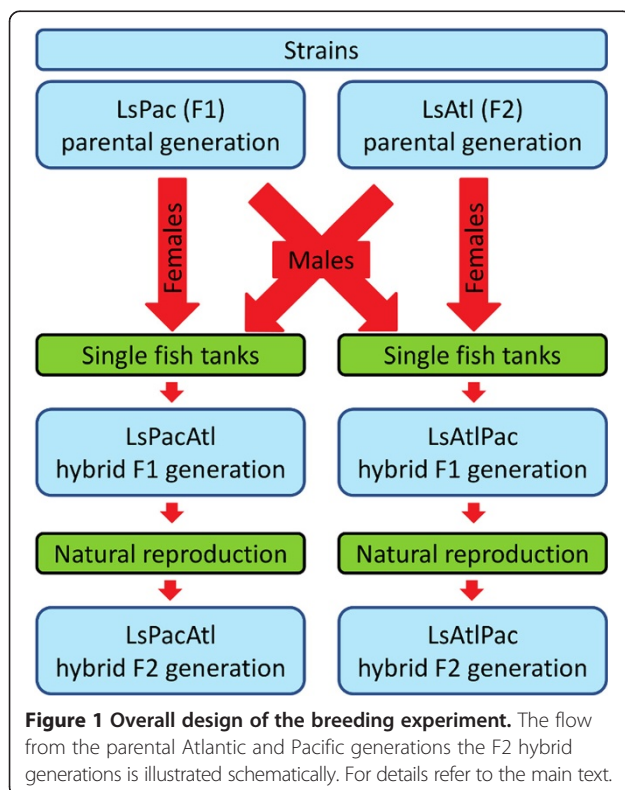 Strains
LsPac (F1)
parental generation
LsAtl (F2)
parental generation
Females
Males
Females
Single fish tanks
Single fish tanks
LsPacAtl
hybrid F1 generation
LsAtlPac
hybrid F1 generation
Natural reproduction
Natural reproduction
LsPacAtl
hybrid F2 generation
LsAtlPac
hybrid F2 generation
Figure 1 Overall design of the breeding experiment. The flow
from the parental Atlantic and Pacific generations the F2 hybrid
generations is illustrated schematically. For details refer to the main text.